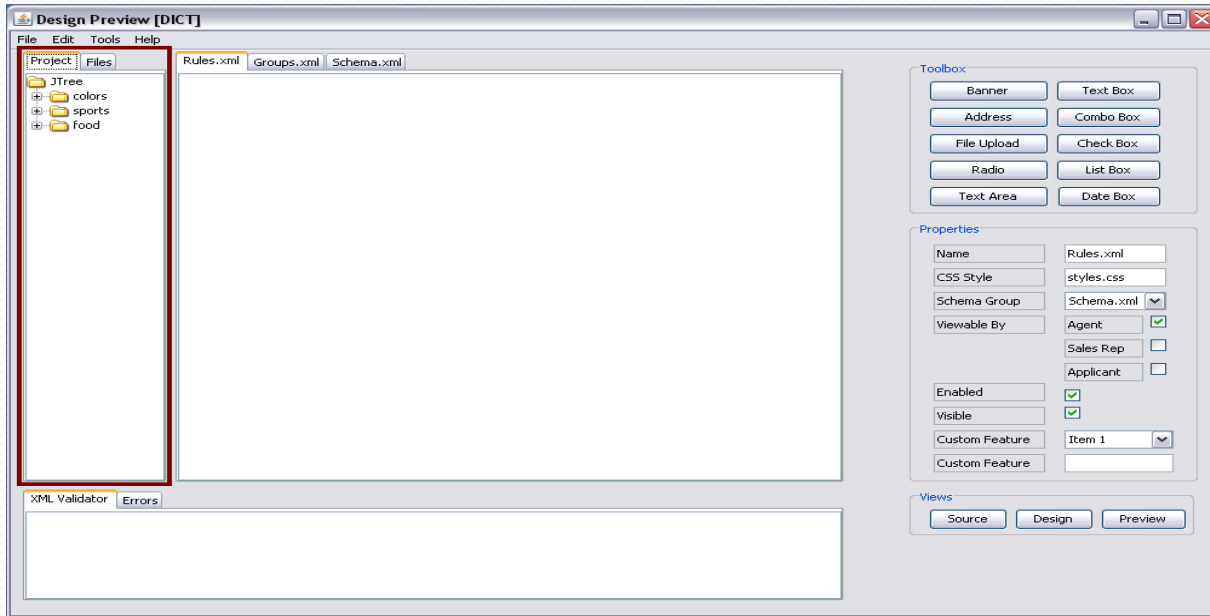 Design Preview [DICT]
File Edit Tools Help
Project Files
JTree
colors
sports
food
Rules.xml Groups.xml Schema.xml
XML Validator Errors
Toolbox
Banner Text Box
Address Combo Box
File Upload Check Box
Radio List Box
Text Area Date Box
Properties
Name Rules.xml
CSS Style styles.css
Schema Group Schema.xml
Viewable By Agent
Sales Rep
Applicant
Enabled
Visible
Custom Feature Item 1
Custom Feature
Views
Source Design Preview